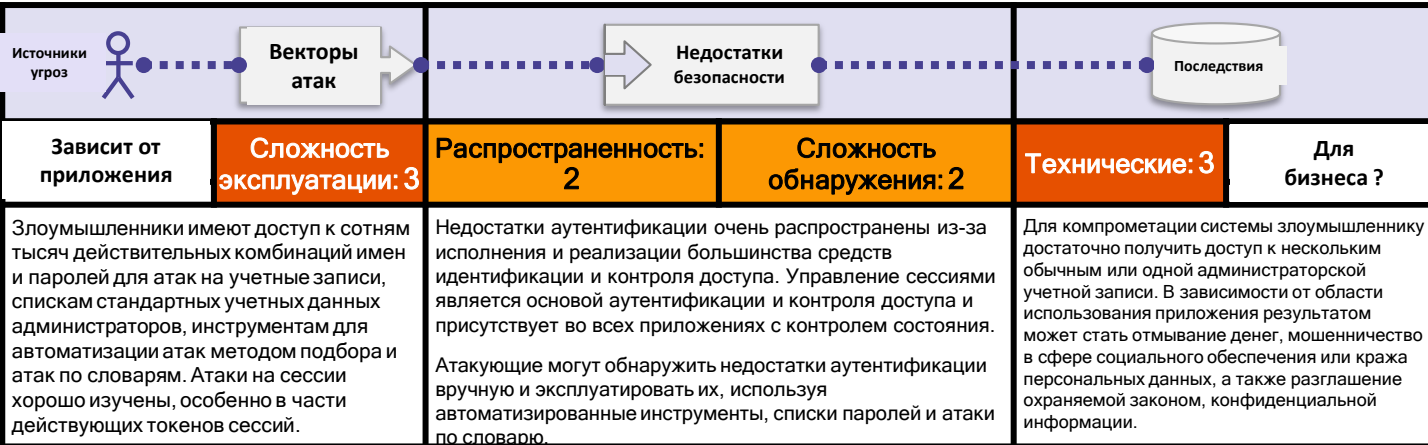 Источники
угроз
Векторы
атак
Недостатки
безопасности
Последствия
Зависит от
приложения
Сложность
эксплуатации: 3
Распространенность:
2
Сложность
обнаружения: 2
Технические: 3
Для
бизнеса ?
Злоумышленники имеют доступ к сотням
тысяч действительных комбинаций имен
и паролей для атак на учетные записи,
спискам стандартных учетных данных
администраторов, инструментам для
автоматизации атак методом подбора и
атак по словарям. Атаки на сессии
хорошо изучены, особенно в части
действующих токенов сессий.
Недостатки аутентификации очень распространены из-за
исполнения и реализации большинства средств
идентификации и контроля доступа. Управление сессиями
является основой аутентификации и контроля доступа и
присутствует во всех приложениях с контролем состояния.
Атакующие могут обнаружить недостатки аутентификации
вручную и эксплуатировать их, используя
автоматизированные инструменты, списки паролей и атаки
по словарю.
Для компрометации системы злоумышленнику
достаточно получить доступ к нескольким
обычным или одной администраторской
учетной записи. В зависимости от области
использования приложения результатом
может стать отмывание денег, мошенничество
в сфере социального обеспечения или кража
персональных данных, а также разглашение
охраняемой законом, конфиденциальной
информации.